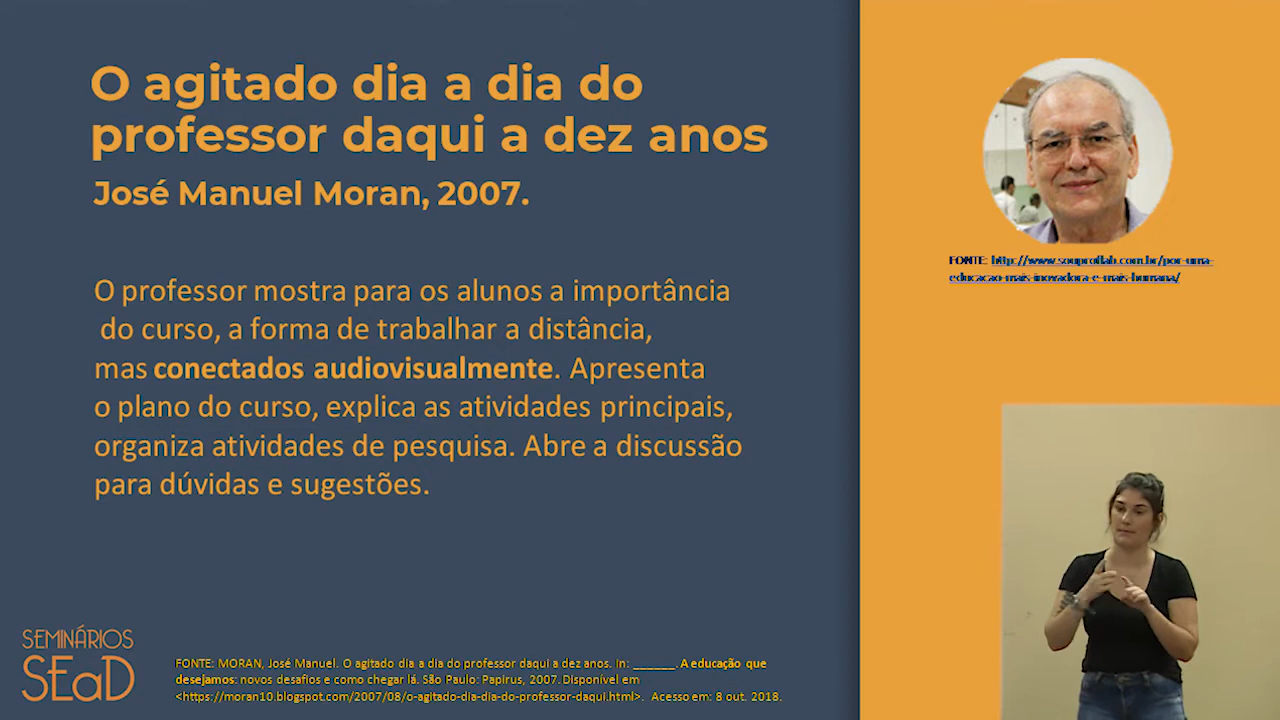 O agitado dia a dia do
professor daqui a dez anos
José Manuel Moran, 2007.
O professor mostra para os alunos a importância
do curso, a forma de trabalhar a distância,
mas conectados audiovisualmente. Apresenta
o plano do curso, explica as atividades principais,
organiza atividades de pesquisa. Abre a discussão
para dúvidas e sugestões.
FONTE: http://www.souproflab.com.br/por-uma-
educacao-mais-inovadora-e-mais-humana/
SEMINÁRIOS
SEaD
FONTE: MORAN, José Manuel. O agitado dia a dia do professor daqui a dez anos. In: ______. A educação que
desejamos: novos desafios e como chegar lá. São Paulo: Papirus, 2007. Disponível em
<https://moran10.blogspot.com/2007/08/o-agitado-dia-dia-do-professor-daqui.html>. Acesso em: 8 out. 2018.